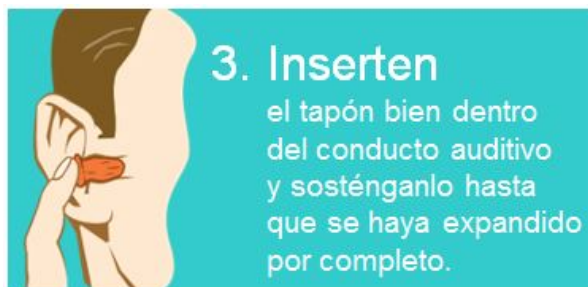 3. Inserten
el tapón bien dentro
del conducto auditivo
y sosténganlo hasta
que se haya expandido
por completo.